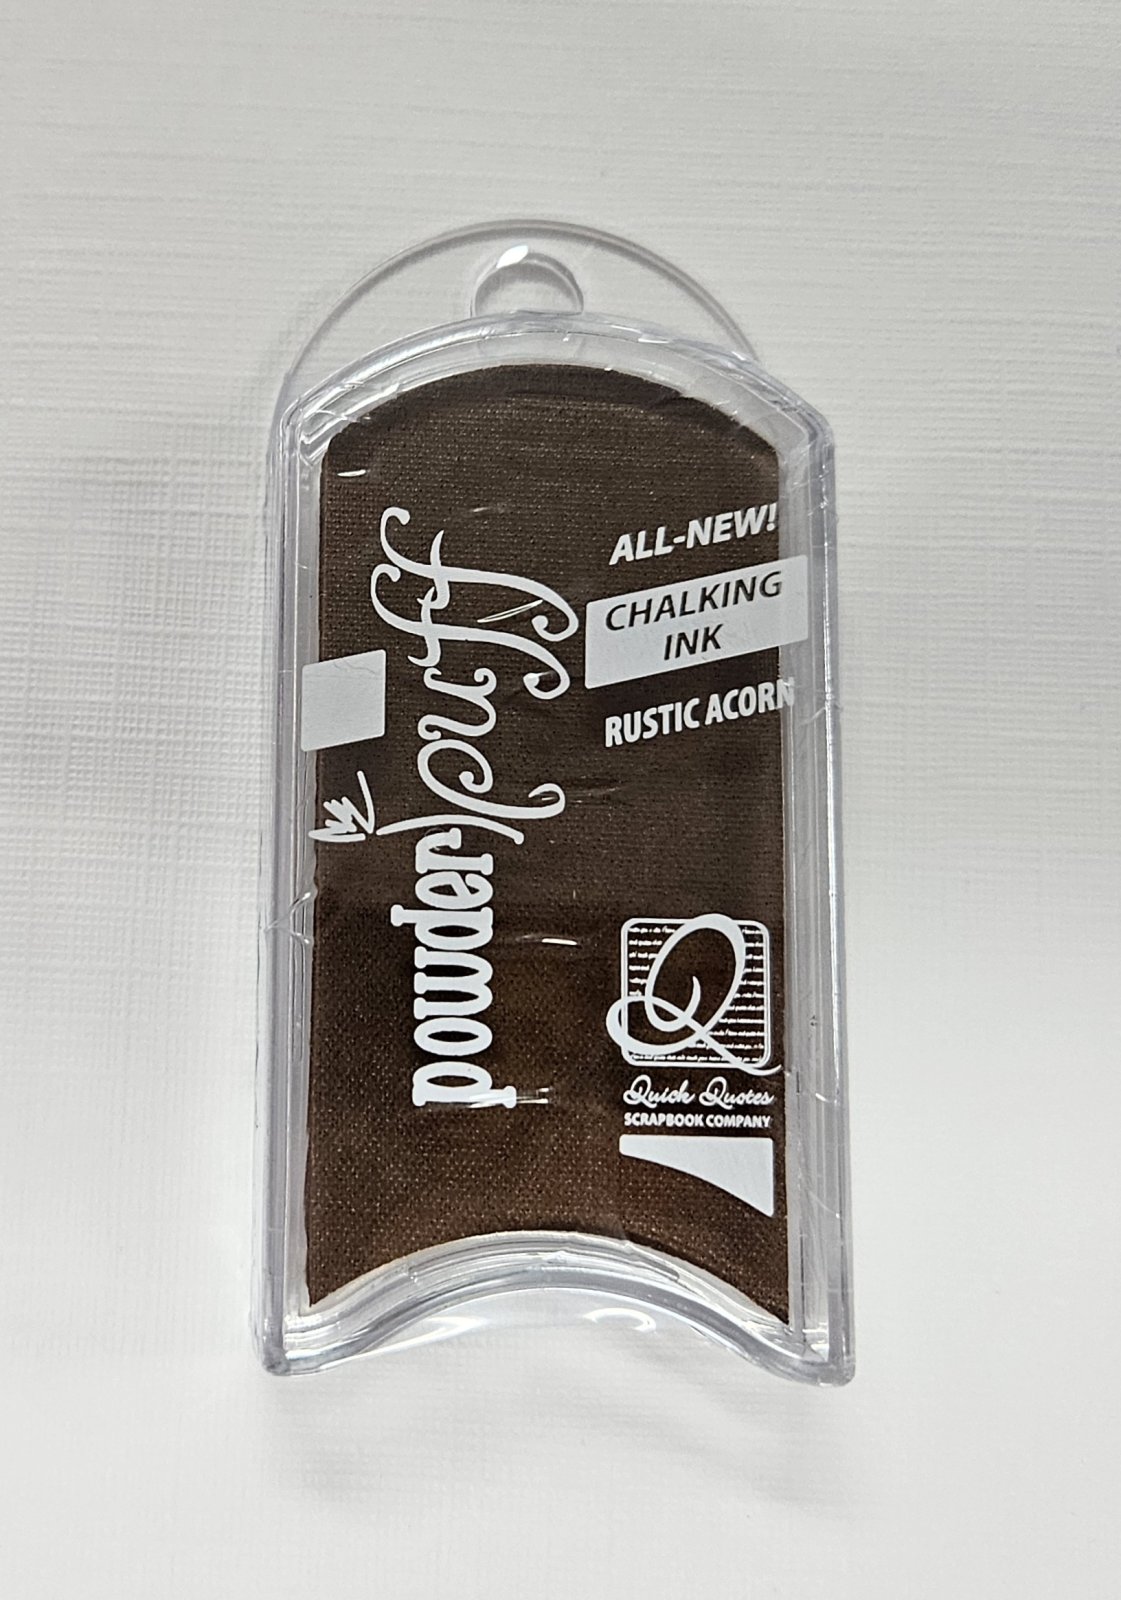 ALL-NEW!
CHALKING
INK
RUSTIC ACORN
powder puff
Q
Quick Quotes
SCRAPBOOK COMPANY